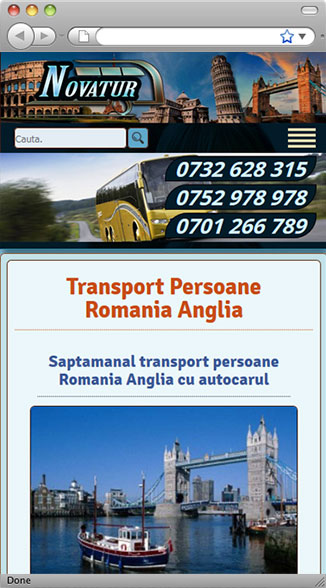 NOVATUR
Cauta.
0732 628 315
0752 978 978
0701 266 789
Transport Persoane
Romania Anglia
Saptamanal transport persoane
Romania Anglia cu autocarul
Done